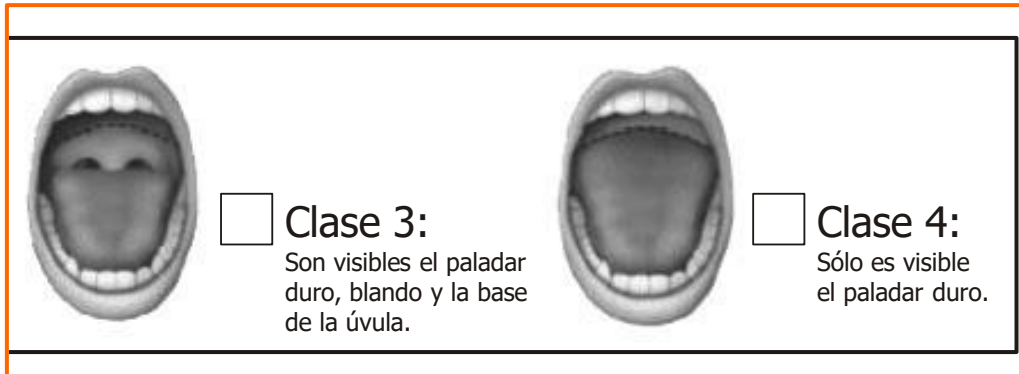 Clase 3:
Son visibles el paladar
duro, blando y la base
de la úvula.
Clase 4:
Sólo es visible
el paladar duro.